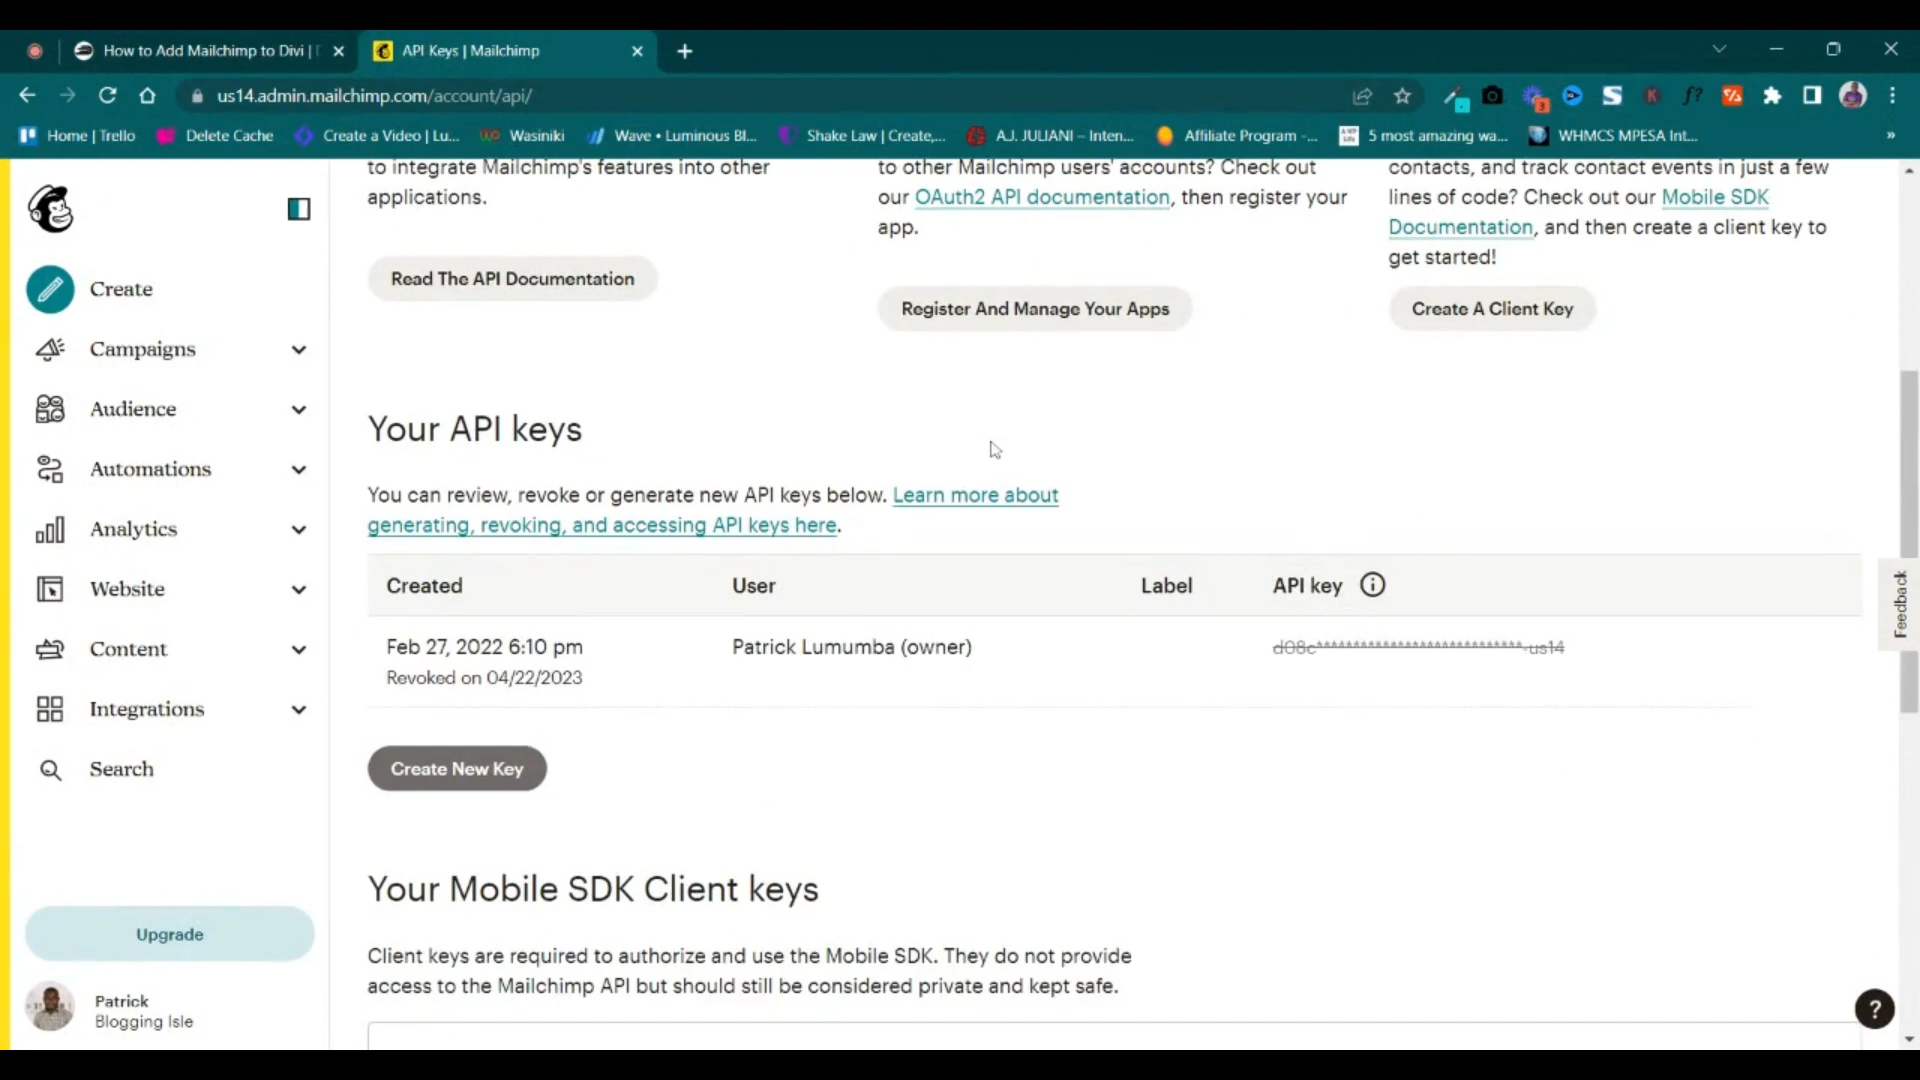 How to Add Mailchimp to Divi |
API Keys | Mailchimp
us14.admin.mailchimp.com/account/api/
3
f?
Home | Trello
Delete Cache
Create a Video | Lu...
Wasiniki
Wave • Luminous Bl...
Shake Law | Create,...
A.J. JULIANI – Inten...
Affiliate Program -...
5 most amazing wa...
WHMCS MPESA Int...
»
Create
Campaigns
Audience
Automations
Analytics
Website
Content
Integrations
Search
Upgrade
Patrick
Blogging Isle
to integrate Mailchimp's features into other
applications.
Read The API Documentation
to other Mailchimp users' accounts? Check out
our OAuth2 API documentation, then register your
app.
Register And Manage Your Apps
contacts, and track contact events in just a few
lines of code? Check out our Mobile SDK
Documentation, and then create a client key to
get started!
Create A Client Key
Your API keys
You can review, revoke or generate new API keys below. Learn more about
generating, revoking, and accessing API keys here.
Created User Label API key
Feb 27, 2022 6:10 pm Patrick Lumumba (owner) d08c****************************-us14
Revoked on 04/22/2023
Create New Key
Your Mobile SDK Client keys
Client keys are required to authorize and use the Mobile SDK. They do not provide
access to the Mailchimp API but should still be considered private and kept safe.
Feedback
?